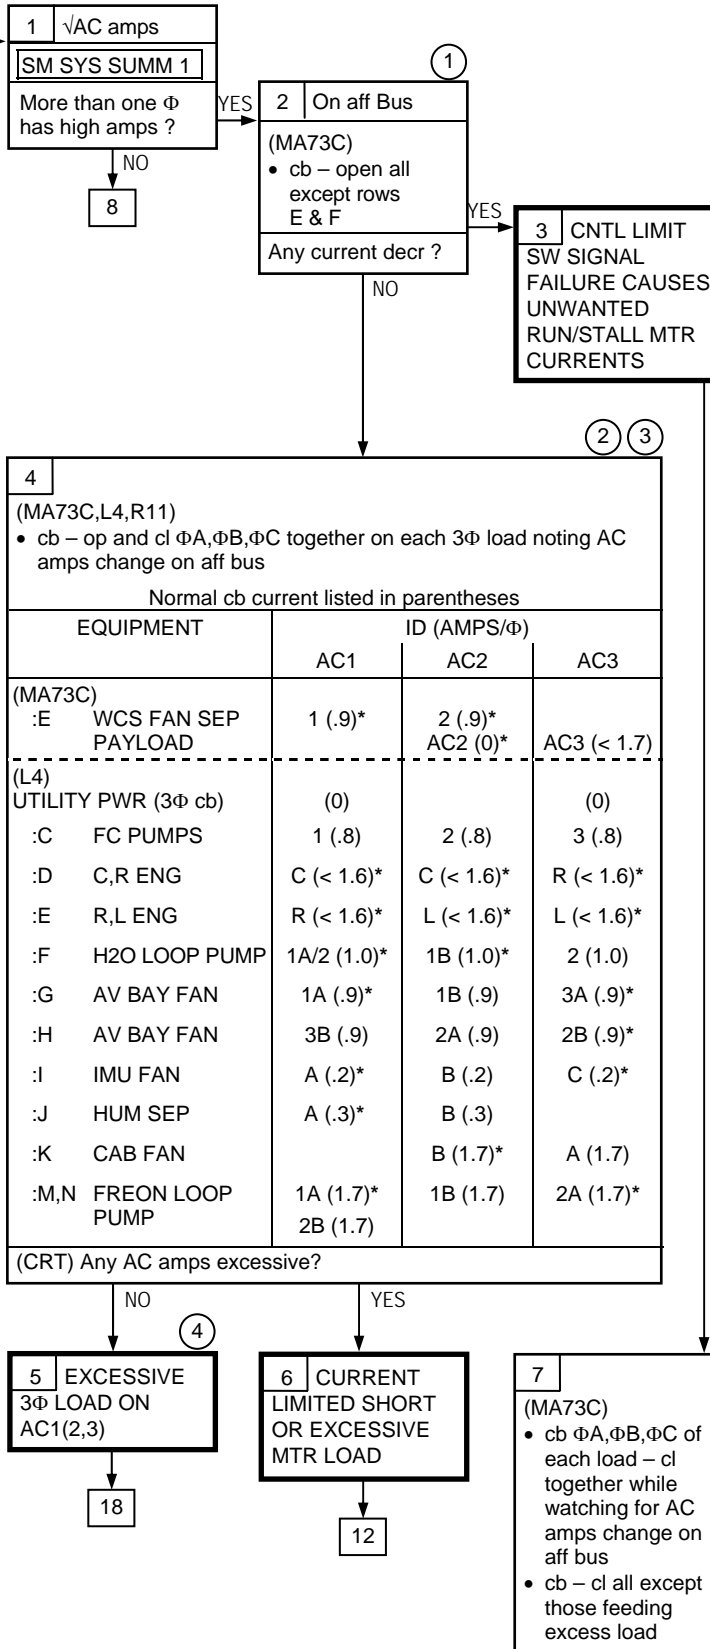 1 √AC amps
SM SYS SUMM 1
More than one Φ
has high amps ?
YES
NO
8
1
2 On aff Bus
(MA73C)
• cb – open all
except rows
E & F
Any current decr ?
YES
NO
3 CNTL LIMIT
SW SIGNAL
FAILURE CAUSES
UNWANTED
RUN/STALL MTR
CURRENTS
2 3
4
(MA73C,L4,R11)
• cb – op and cl ΦA,ΦB,ΦC together on each 3Φ load noting AC
amps change on aff bus
Normal cb current listed in parentheses
EQUIPMENT ID (AMPS/Φ)
AC1 AC2 AC3
(MA73C)
:E WCS FAN SEP 1 (.9)* 2 (.9)*
PAYLOAD AC2 (0)* AC3 (< 1.7)
(L4)
UTILITY PWR (3Φ cb) (0) (0)
:C FC PUMPS 1 (.8) 2 (.8) 3 (.8)
:D C,R ENG C (< 1.6)* C (< 1.6)* R (< 1.6)*
:E R,L ENG R (< 1.6)* L (< 1.6)* L (< 1.6)*
:F H2O LOOP PUMP 1A/2 (1.0)* 1B (1.0)* 2 (1.0)
:G AV BAY FAN 1A (.9)* 1B (.9) 3A (.9)*
:H AV BAY FAN 3B (.9) 2A (.9) 2B (.9)*
:I IMU FAN A (.2)* B (.2) C (.2)*
:J HUM SEP A (.3)* B (.3)
:K CAB FAN B (1.7)* A (1.7)
:M,N FREON LOOP 1A (1.7)* 1B (1.7) 2A (1.7)*
PUMP 2B (1.7)
(CRT) Any AC amps excessive?
NO
YES
4
5 EXCESSIVE
3Φ LOAD ON
AC1(2,3)
18
6 CURRENT
LIMITED SHORT
OR EXCESSIVE
MTR LOAD
12
7
(MA73C)
• cb ΦA,ΦB,ΦC of
each load – cl
together while
watching for AC
amps change on
aff bus
• cb – cl all except
those feeding
excess load